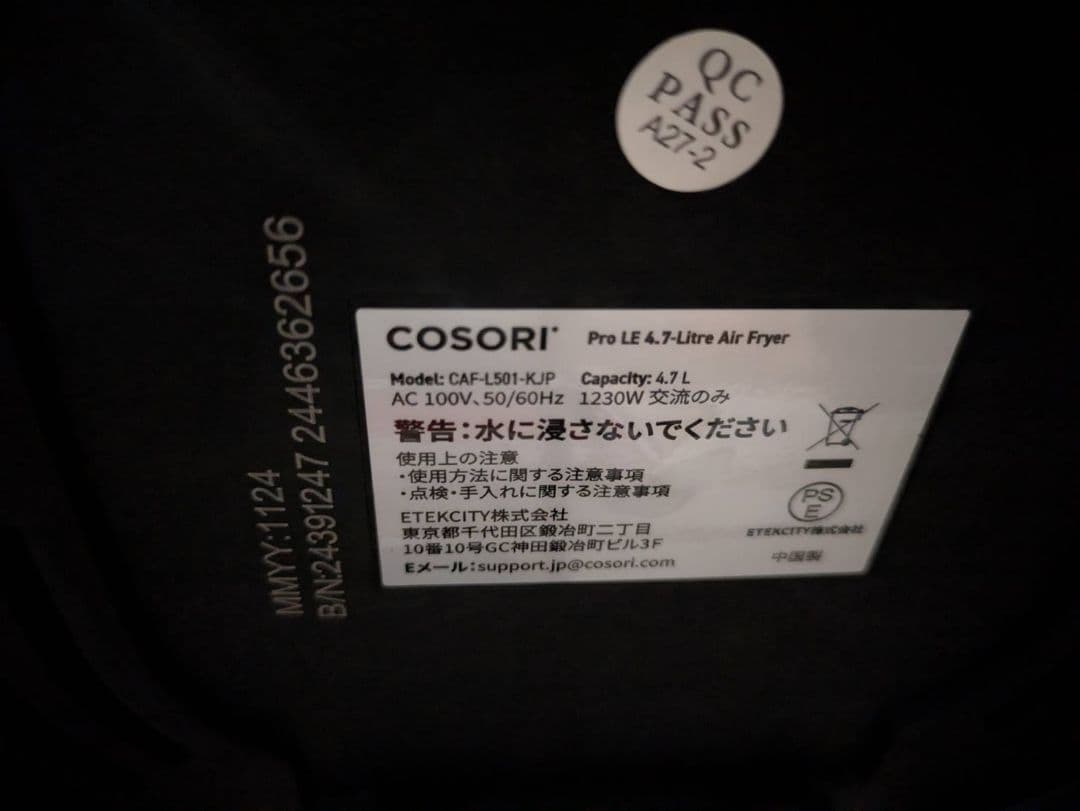 QC
PASS
A27-2
MMYY:1124
B/N:24391247 2446362656
COSORI
Pro LE 4.7-Litre Air Fryer
Model: CAF-L501-KJP Capacity: 4.7 L
AC 100V、50/60Hz 1230W 交流のみ
警告：水に浸さないでください
使用上の注意
・使用方法に関する注意事項
・点検・手入れに関する注意事項
ETEKCITY株式会社
東京都千代田区鍛冶町二丁目
10番10号GC神田鍛冶町ビル3F
Eメール：support.jp@cosori.com
PS
E
ETEKCITY株式会社
中国製